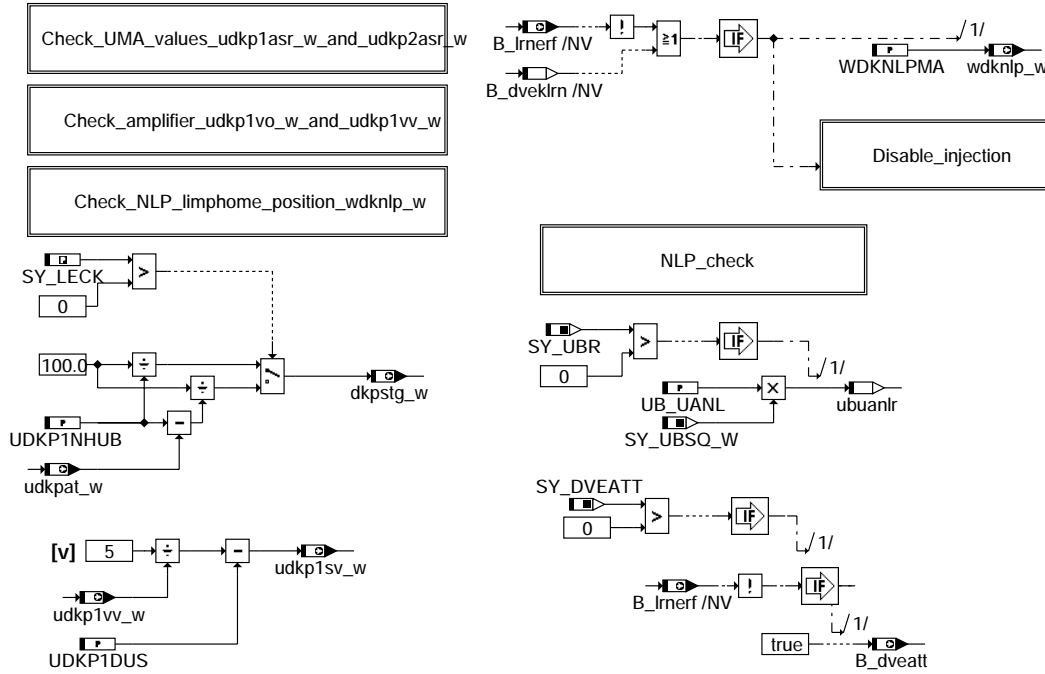 Check_UMA_values_udkp1asr_w_and_udkp2asr_w
Check_amplifier_udkp1vo_w_and_udkp1vv_w
Check_NLP_limphome_position_wdknlp_w
SY_LECK
>
0
100.0
÷
÷
UDKP1NHUB
P
-
dkpstg_w
udkpat_w
[v]
5
÷
-
udkp1sv_w
udkp1vv_w
P
UDKP1DUS
B_lrnerf /NV
!
≥1
IF
1/
B_dveklrn /NV
P
WDKNLPMA
wdknlp_w
Disable_injection
NLP_check
SY_UBR
>
IF
0
1/
P
UB_UANL
×
ubuanlr
SY_UBSQ_W
SY_DVEATT
>
IF
0
1/
B_lrnerf /NV
!
IF
1/
true
B_dveatt